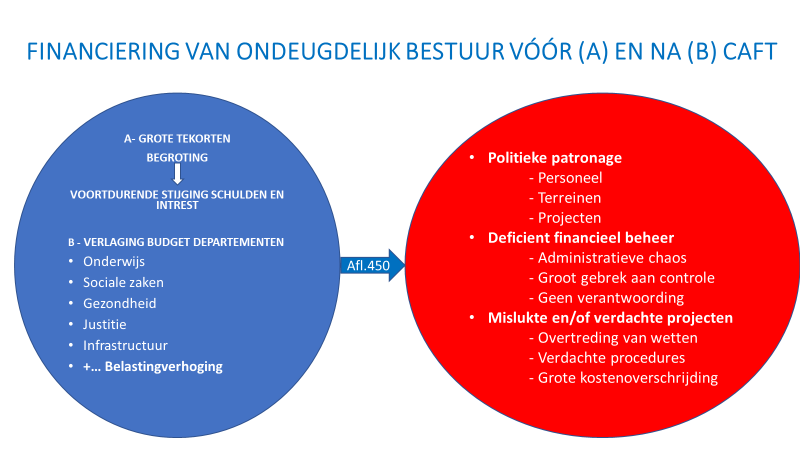 FINANCIERING VAN ONDEUGDELIJK BESTUUR VÓÓR (A) EN NA (B) CAFT
A- GROTE TEKORTEN
BEGROTING
VOORTDURENDE STIJGING SCHULDEN EN
INTREST
B - VERLAGING BUDGET DEPARTEMENTEN
• Onderwijs
• Sociale zaken
• Gezondheid
• Justitie
• Infrastructuur
• +... Belastingverhoging
Afl.450
• Politieke patronage
- Personeel
- Terreinen
- Projecten
• Deficient financieel beheer
- Administratieve chaos
- Groot gebrek aan controle
- Geen verantwoording
• Mislukte en/of verdachte projecten
- Overtreding van wetten
- Verdachte procedures
- Grote kostenoverschrijding